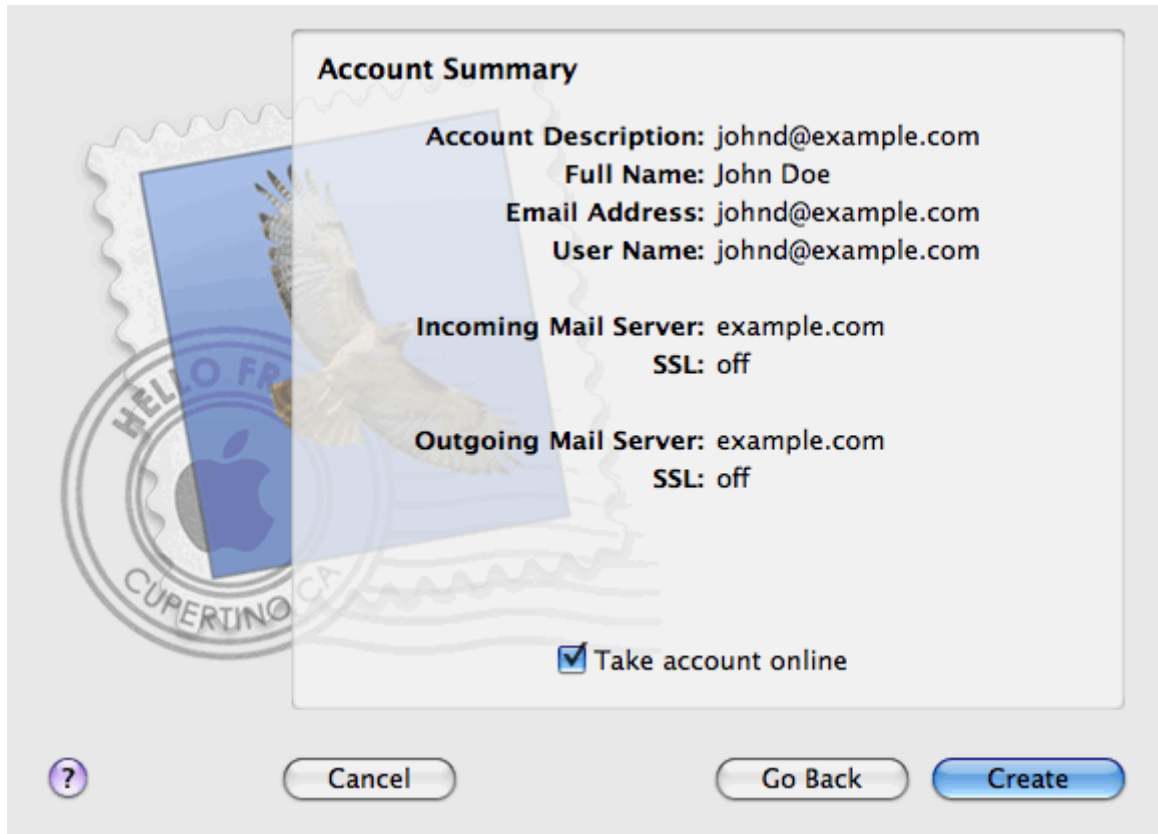 Account Summary
Account Description: johnd@example.com
Full Name: John Doe
Email Address: johnd@example.com
User Name: johnd@example.com
Incoming Mail Server: example.com
SSL: off
Outgoing Mail Server: example.com
SSL: off
HELLO FR
CUPERTINO CA
Take account online
?
Cancel
Go Back
Create